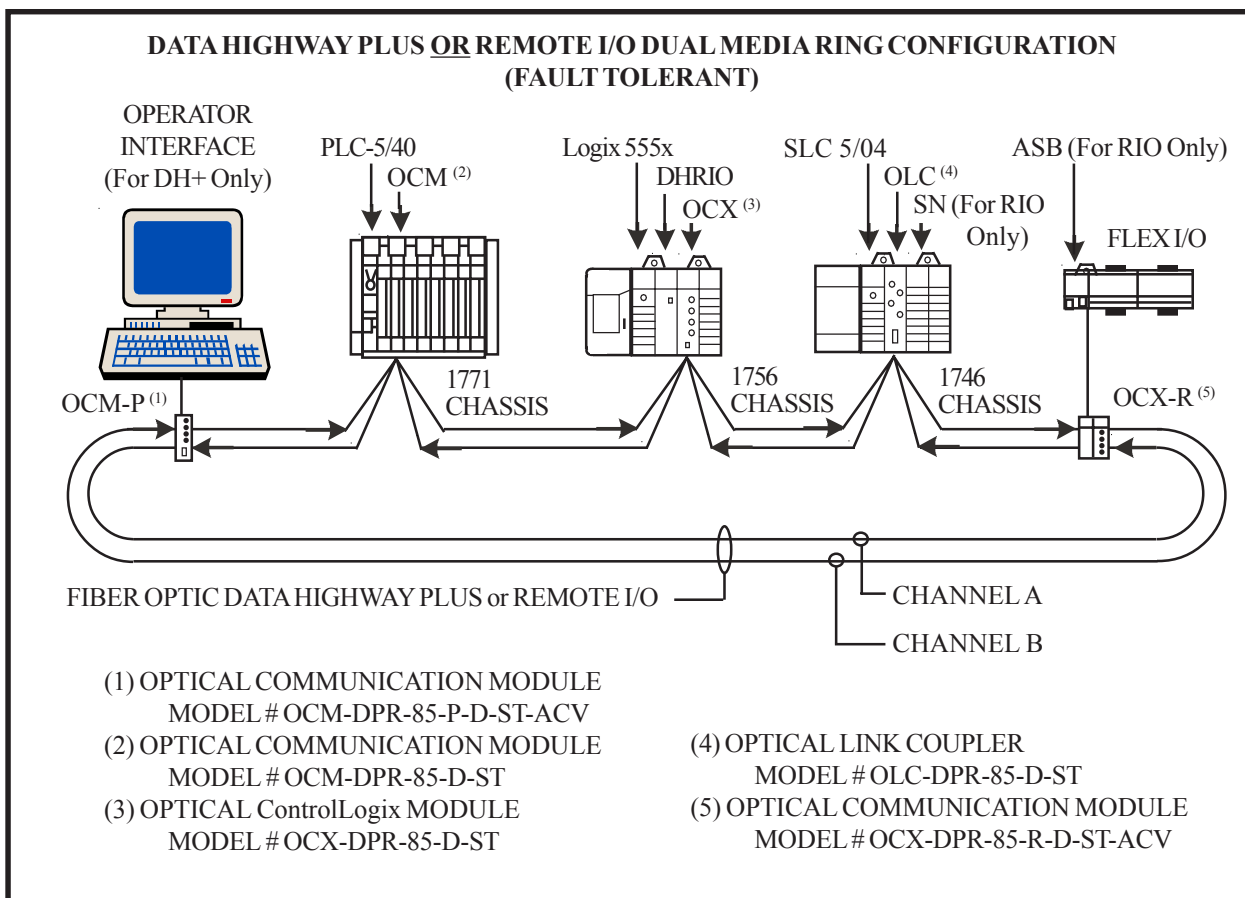 DATA HIGHWAY PLUS OR REMOTE I/O DUAL MEDIA RING CONFIGURATION
(FAULT TOLERANT)
OPERATOR
INTERFACE
(For DH+ Only)
PLC-5/40
OCM (2)
Logix 555x
DHRIO
OCX (3)
SLC 5/04
OLC (4)
SN (For RIO
Only)
ASB (For RIO Only)
FLEX I/O
1771
CHASSIS
1756
CHASSIS
1746
CHASSIS
OCM-P (1)
OCX-R (5)
FIBER OPTIC DATA HIGHWAY PLUS or REMOTE I/O
CHANNEL A
CHANNEL B
(1) OPTICAL COMMUNICATION MODULE
MODEL # OCM-DPR-85-P-D-ST-ACV
(2) OPTICAL COMMUNICATION MODULE
MODEL # OCM-DPR-85-D-ST
(3) OPTICAL ControlLogix MODULE
MODEL # OCX-DPR-85-D-ST
(4) OPTICAL LINK COUPLER
MODEL # OLC-DPR-85-D-ST
(5) OPTICAL COMMUNICATION MODULE
MODEL # OCX-DPR-85-R-D-ST-ACV